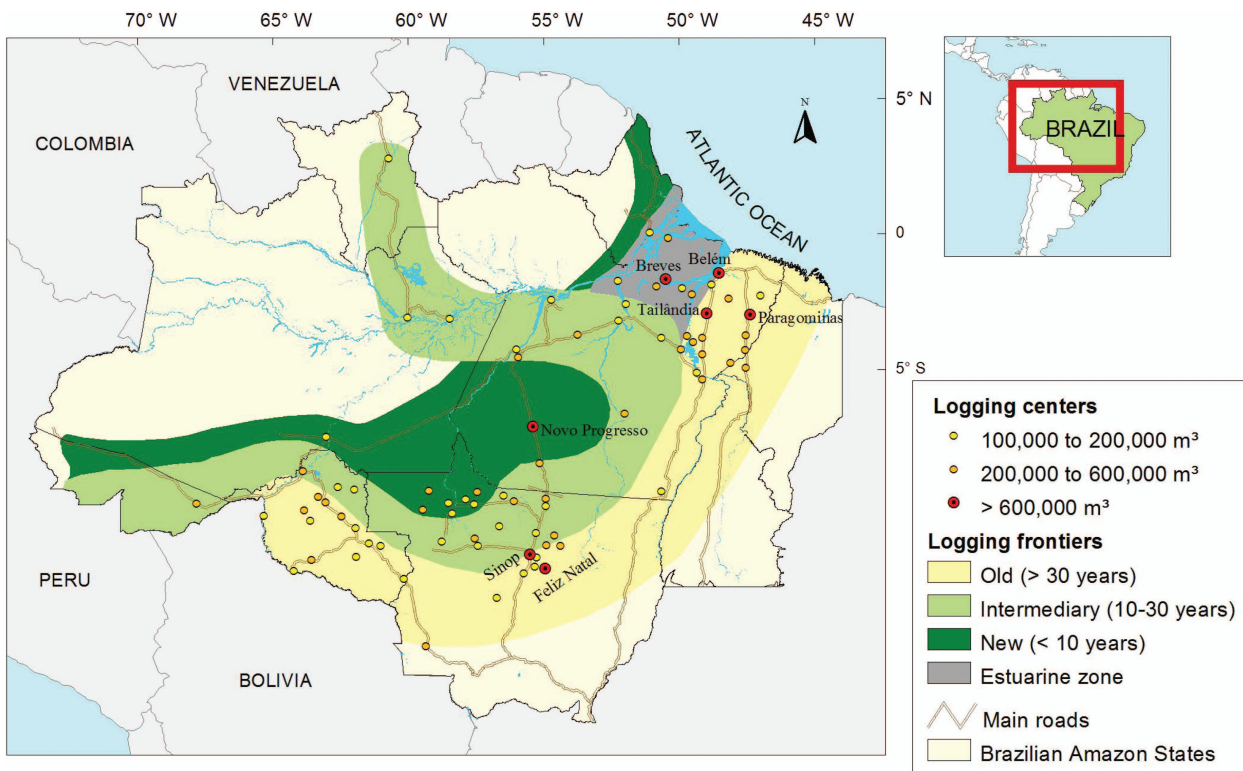 70° W 65° W 60° W 55° W 50° W 45° W
5° N
0
5° S
VENEZUELA
COLOMBIA
PERU
BOLIVIA
ATLANTIC OCEAN
N
BRAZIL
Breves
Belém
Tailândia
Paragominas
Novo Progresso
Sinop
Feliz Natal
Logging centers
100,000 to 200,000 m³
200,000 to 600,000 m³
> 600,000 m³
Logging frontiers
Old (> 30 years)
Intermediary (10-30 years)
New (< 10 years)
Estuarine zone
Main roads
Brazilian Amazon States